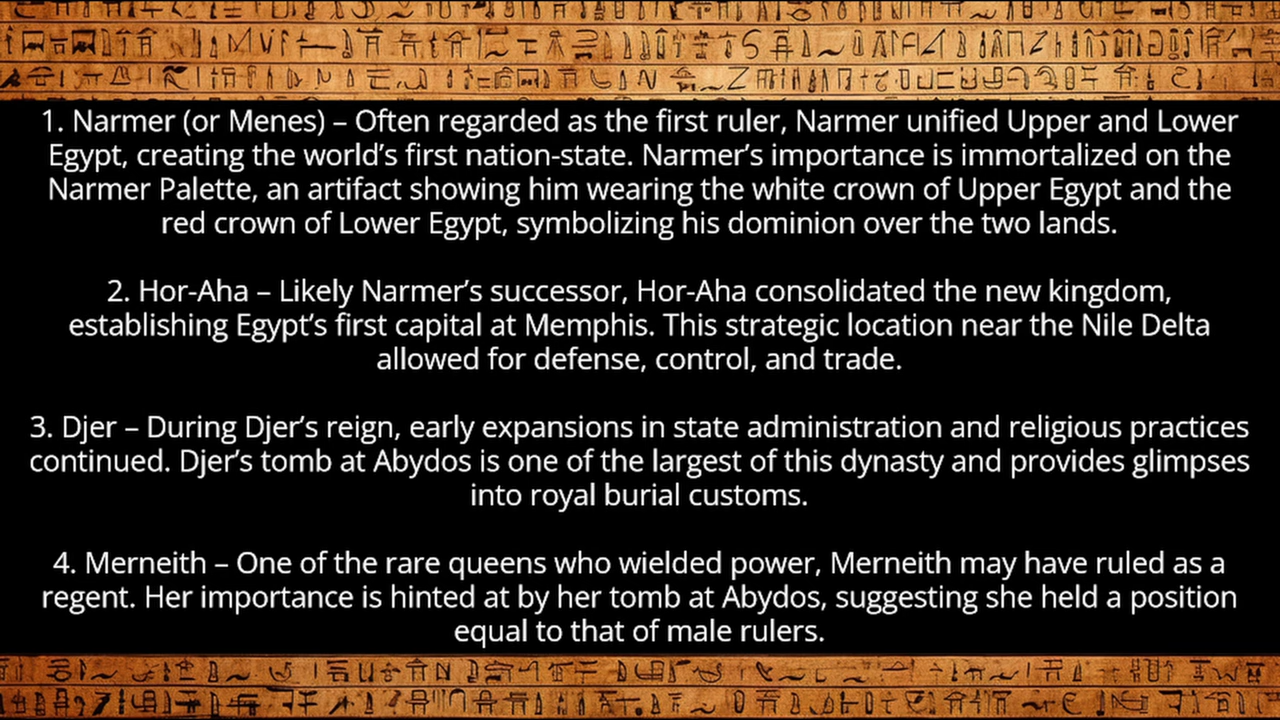 1. Narmer (or Menes) – Often regarded as the first ruler, Narmer unified Upper and Lower
Egypt, creating the world’s first nation-state. Narmer’s importance is immortalized on the
Narmer Palette, an artifact showing him wearing the white crown of Upper Egypt and the
red crown of Lower Egypt, symbolizing his dominion over the two lands.
2. Hor-Aha – Likely Narmer’s successor, Hor-Aha consolidated the new kingdom,
establishing Egypt’s first capital at Memphis. This strategic location near the Nile Delta
allowed for defense, control, and trade.
3. Djer – During Djer’s reign, early expansions in state administration and religious practices
continued. Djer’s tomb at Abydos is one of the largest of this dynasty and provides glimpses
into royal burial customs.
4. Merneith – One of the rare queens who wielded power, Merneith may have ruled as a
regent. Her importance is hinted at by her tomb at Abydos, suggesting she held a position
equal to that of male rulers.